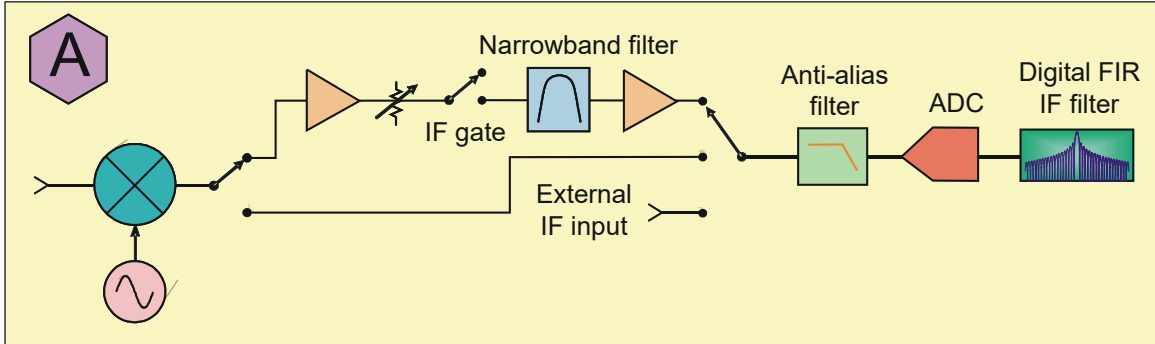 A
Narrowband filter
IF gate
External
IF input
Anti-alias
filter
ADC
Digital FIR
IF filter